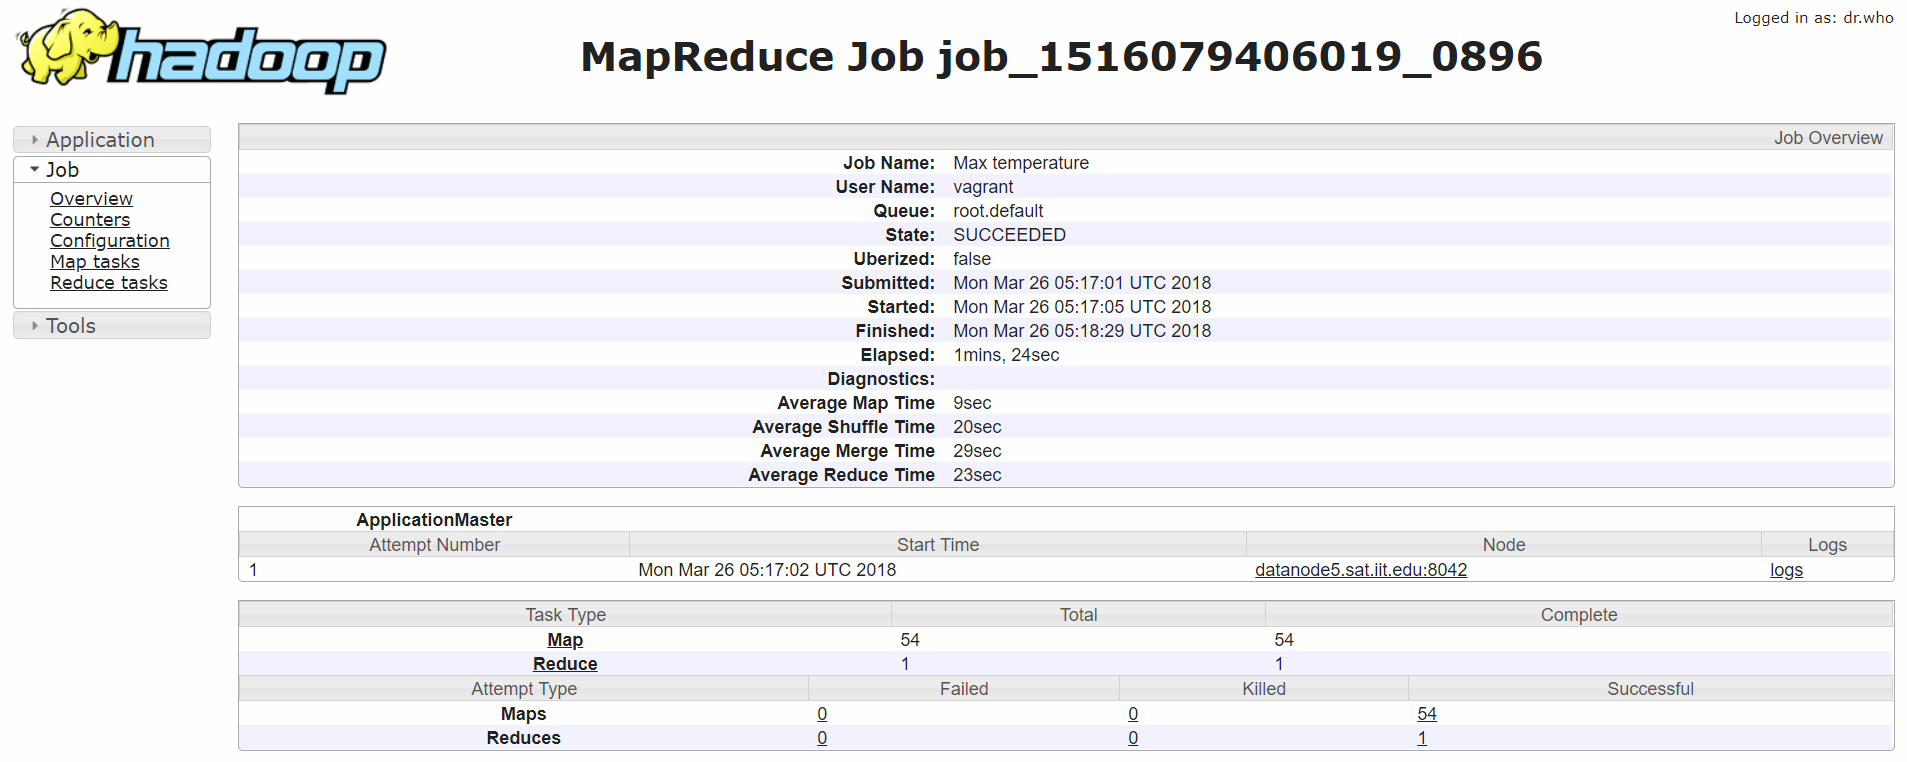 Logged in as: dr.who
hadoop
MapReduce Job job_1516079406019_0896
Application
Job
Overview
Counters
Configuration
Map tasks
Reduce tasks
Tools
Job Overview
Job Name: Max temperature
User Name: vagrant
Queue: root.default
State: SUCCEEDED
Uberized: false
Submitted: Mon Mar 26 05:17:01 UTC 2018
Started: Mon Mar 26 05:17:05 UTC 2018
Finished: Mon Mar 26 05:18:29 UTC 2018
Elapsed: 1mins, 24sec
Diagnostics:
Average Map Time 9sec
Average Shuffle Time 20sec
Average Merge Time 29sec
Average Reduce Time 23sec
ApplicationMaster
Attempt Number Start Time Node Logs
1 Mon Mar 26 05:17:02 UTC 2018 datanode5.sat.iit.edu:8042 logs
Task Type Total Complete
Map 54 54
Reduce 1 1
Attempt Type Failed Killed Successful
Maps 0 0 54
Reduces 0 0 1